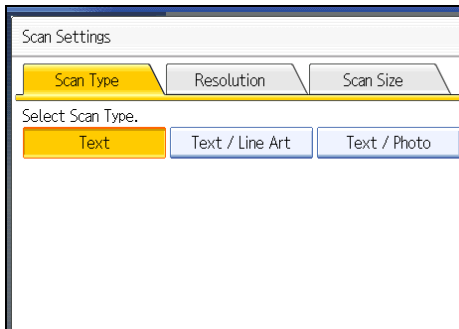 Scan Settings
Scan Type Resolution Scan Size
Select Scan Type.
Text Text / Line Art Text / Photo